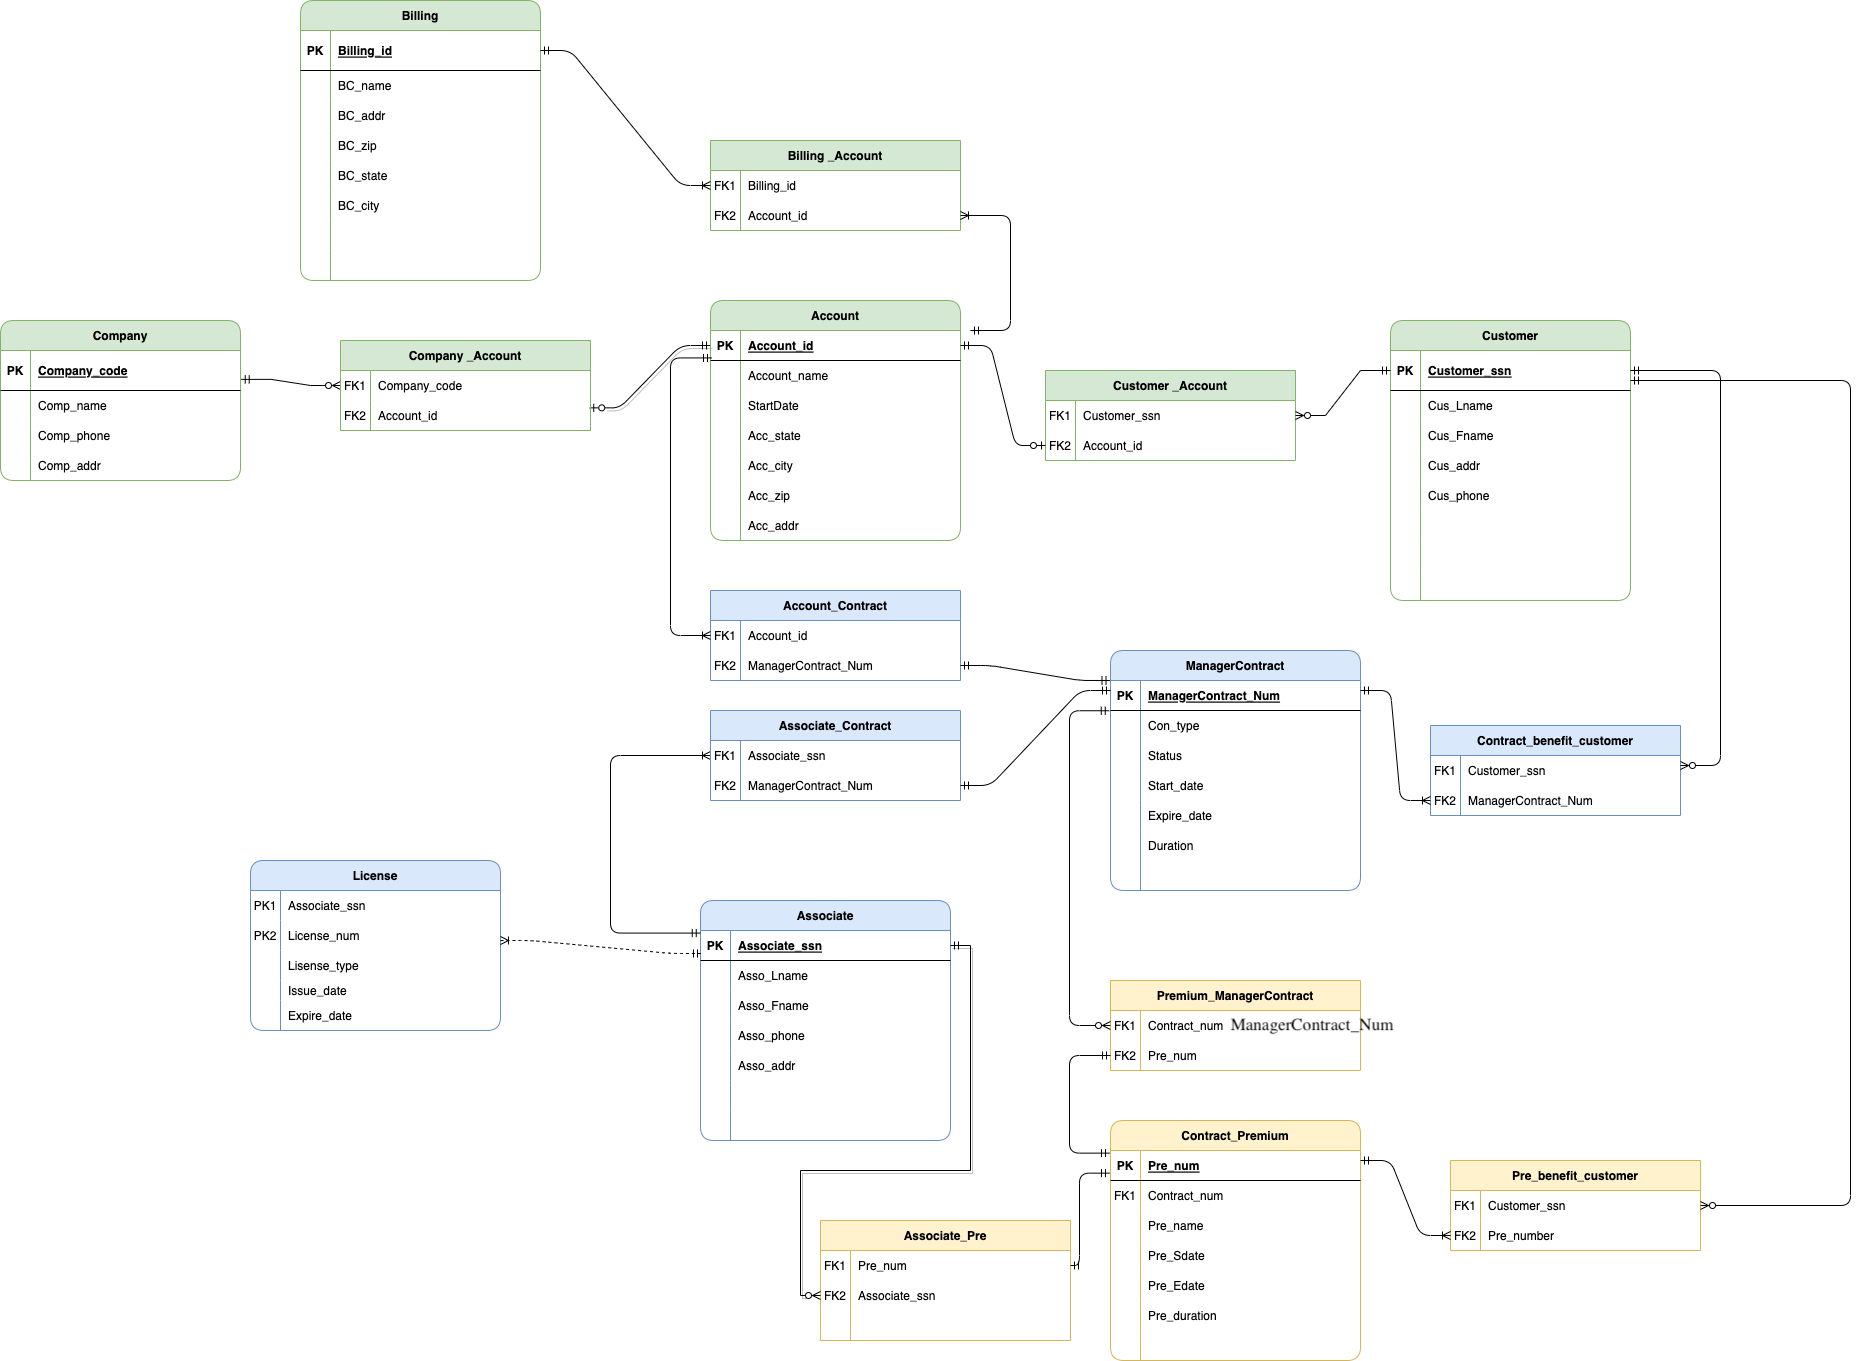 Billing
PK Billing_id
BC_name
BC_addr
BC_zip
BC_state
BC_city
Billing _Account
FK1 Billing_id
FK2 Account_id
Company
PK Company_code
Comp_name
Comp_phone
Comp_addr
Company _Account
FK1 Company_code
FK2 Account_id
Account
PK Account_id
Account_name
StartDate
Acc_state
Acc_city
Acc_zip
Acc_addr
Customer _Account
FK1 Customer_ssn
FK2 Account_id
Customer
PK Customer_ssn
Cus_Lname
Cus_Fname
Cus_addr
Cus_phone
Account_Contract
FK1 Account_id
FK2 ManagerContract_Num
Associate_Contract
FK1 Associate_ssn
FK2 ManagerContract_Num
ManagerContract
PK ManagerContract_Num
Con_type
Status
Start_date
Expire_date
Duration
Contract_benefit_customer
FK1 Customer_ssn
FK2 ManagerContract_Num
License
PK1 Associate_ssn
PK2 License_num
Lisense_type
Issue_date
Expire_date
Associate
PK Associate_ssn
Asso_Lname
Asso_Fname
Asso_phone
Asso_addr
Premium_ManagerContract
FK1 Contract_num ManagerContract_Num
FK2 Pre_num
Contract_Premium
PK Pre_num
FK1 Contract_num
Pre_name
Pre_Sdate
Pre_Edate
Pre_duration
Pre_benefit_customer
FK1 Customer_ssn
FK2 Pre_number
Associate_Pre
FK1 Pre_num
FK2 Associate_ssn